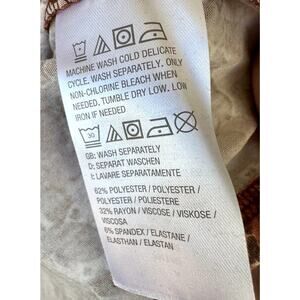 MACHINE WASH COLD DELICATE
CYCLE. WASH SEPARATELY. ONLY
NON-CHLORINE BLEACH WHEN
NEEDED. TUMBLE DRY LOW. LOW
IRON IF NEEDED
30
GB: WASH SEPARATELY
D: SEPARAT WASCHEN
I: LAVARE SEPARATAMENTE
62% POLYESTER / POLYESTER /
POLYESTER / POLIESTERE
32% RAYON / VISCOSE / VISKOSE /
VISCOSA
6% SPANDEX / ELASTANE /
ELASTHAN / ELASTAN